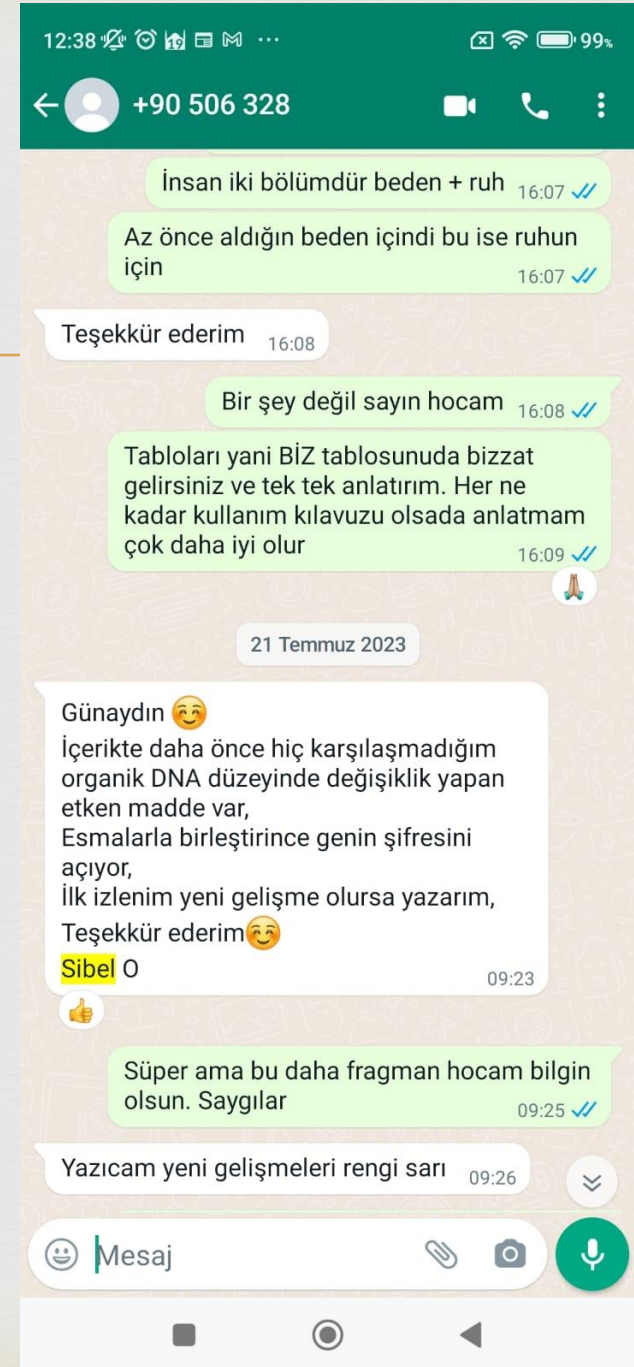 12:38 19 ··· 99%
+90 506 328
İnsan iki bölümdür beden + ruh 16:07
Az önce aldığın beden içindi bu ise ruhun
için 16:07
Teşekkür ederim 16:08
Bir şey değil sayın hocam 16:08
Tabloları yani BİZ tablosunuda bizzat
gelirsiniz ve tek tek anlatırım. Her ne
kadar kullanım kılavuzu olsada anlatmam
çok daha iyi olur 16:09
21 Temmuz 2023
Günaydın
İçerikte daha önce hiç karşılaşmadığım
organik DNA düzeyinde değişiklik yapan
etken madde var,
Esmalarla birleştirince genin şifresini
açıyor,
İlk izlenim yeni gelişme olursa yazarım,
Teşekkür ederim
Sibel O 09:23
Süper ama bu daha fragman hocam bilgin
olsun. Saygılar 09:25
Yazıcam yeni gelişmeleri rengi sarı 09:26
Mesaj